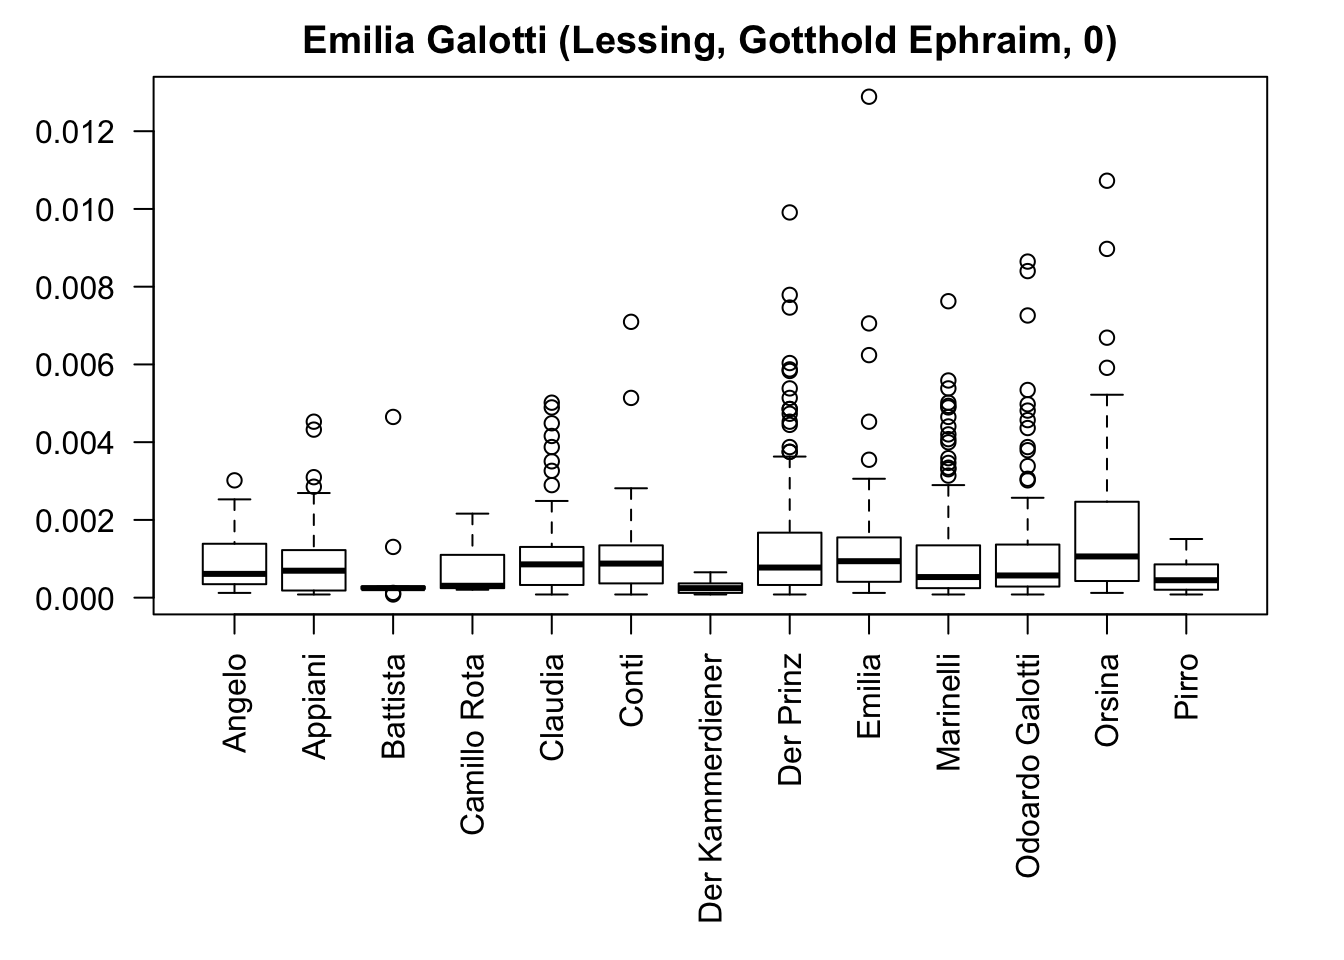 Emilia Galotti (Lessing, Gotthold Ephraim, 0)
0.012
0.010
0.008
0.006
0.004
0.002
0.000
Angelo
Appiani
Battista
Camillo Rota
Claudia
Conti
Der Kammerdiener
Der Prinz
Emilia
Marinelli
Odoardo Galotti
Orsina
Pirro